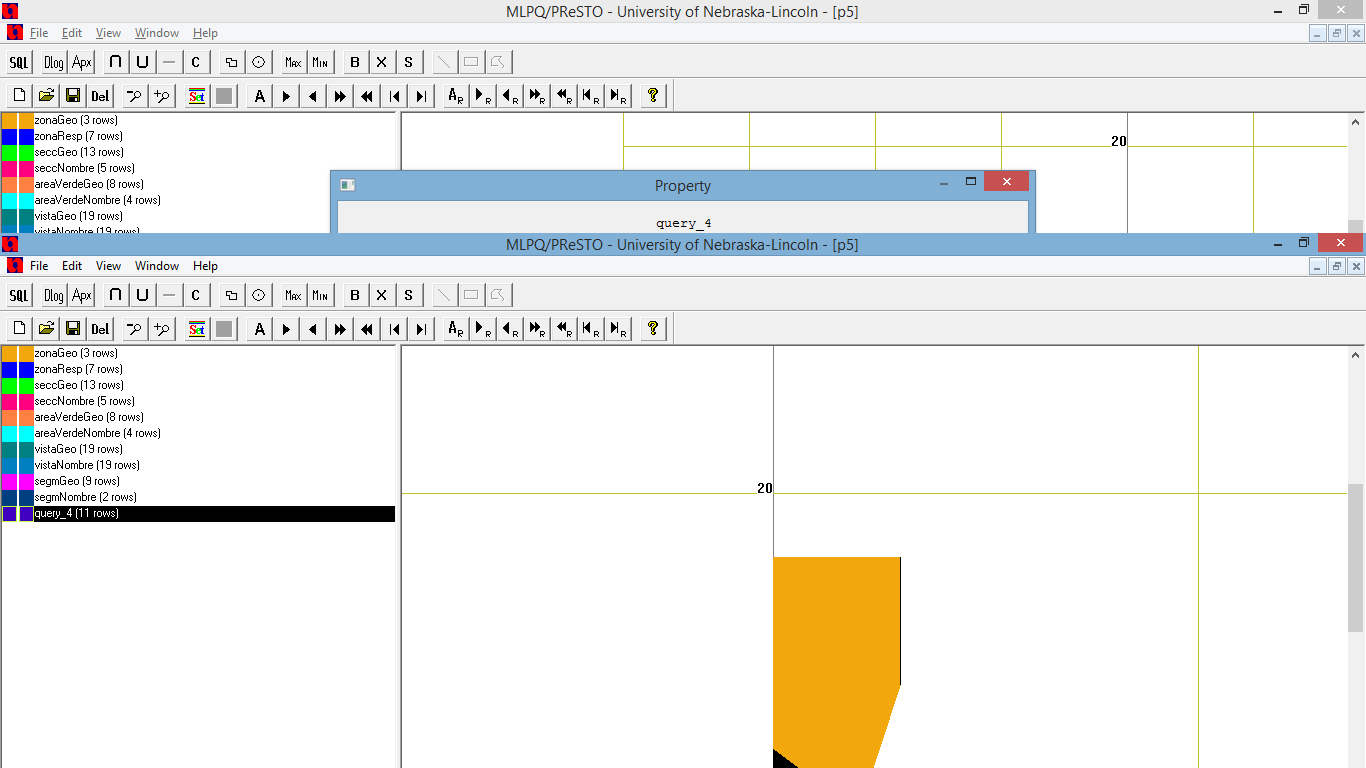 MLPQ/PReSTO - University of Nebraska-Lincoln - [p5]
File Edit View Window Help
SQL Dlog Apx C Max Min B X S
Del Set A AR R R R R R R ?
zonaGeo (3 rows)
zonaResp (7 rows)
seccGeo (13 rows)
seccNombre (5 rows)
areaVerdeGeo (8 rows)
areaVerdeNombre (4 rows)
vistaGeo (19 rows)
vistaNombre (19 rows)
20
Property
query_4
MLPQ/PReSTO - University of Nebraska-Lincoln - [p5]
File Edit View Window Help
SQL Dlog Apx C Max Min B X S
Del Set A AR R R R R R R ?
zonaGeo (3 rows)
zonaResp (7 rows)
seccGeo (13 rows)
seccNombre (5 rows)
areaVerdeGeo (8 rows)
areaVerdeNombre (4 rows)
vistaGeo (19 rows)
vistaNombre (19 rows)
segmGeo (9 rows)
segmNombre (2 rows)
query_4 (11 rows)
20